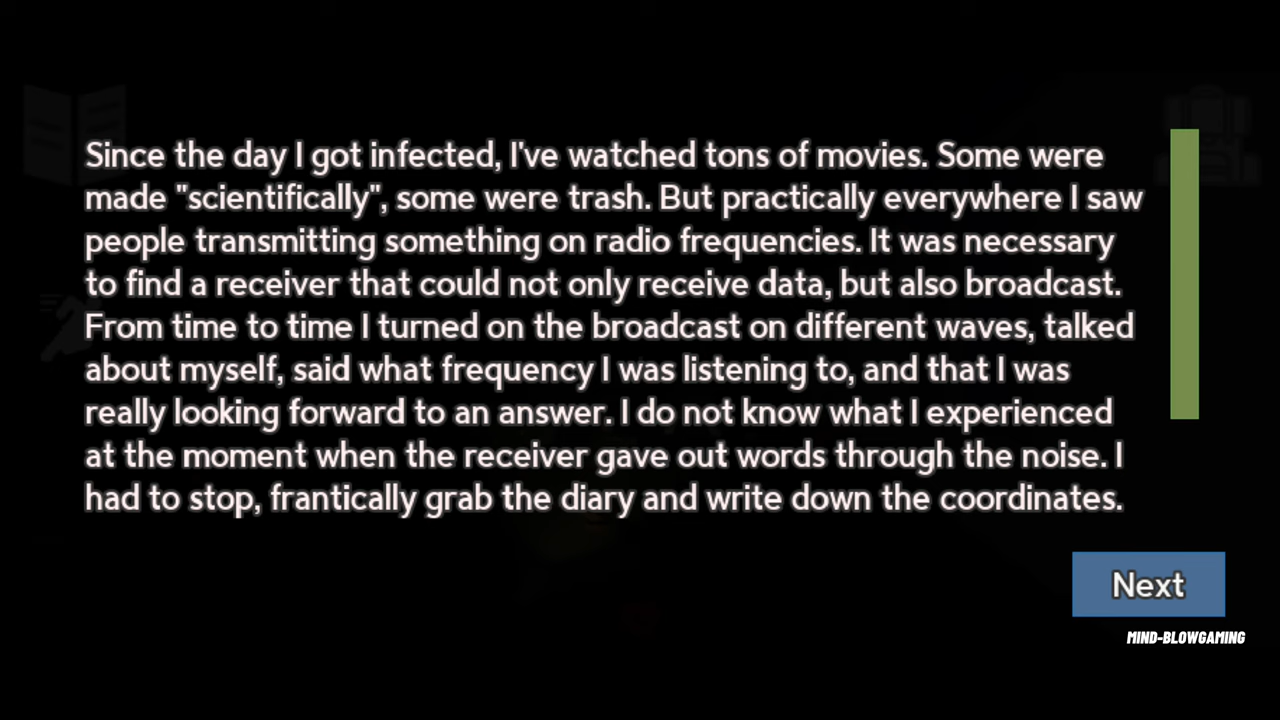 Since the day I got infected, I've watched tons of movies. Some were
made "scientifically", some were trash. But practically everywhere I saw
people transmitting something on radio frequencies. It was necessary
to find a receiver that could not only receive data, but also broadcast.
From time to time I turned on the broadcast on different waves, talked
about myself, said what frequency I was listening to, and that I was
really looking forward to an answer. I do not know what I experienced
at the moment when the receiver gave out words through the noise. I
had to stop, frantically grab the diary and write down the coordinates.
Next
MIND-BLOWGAMING